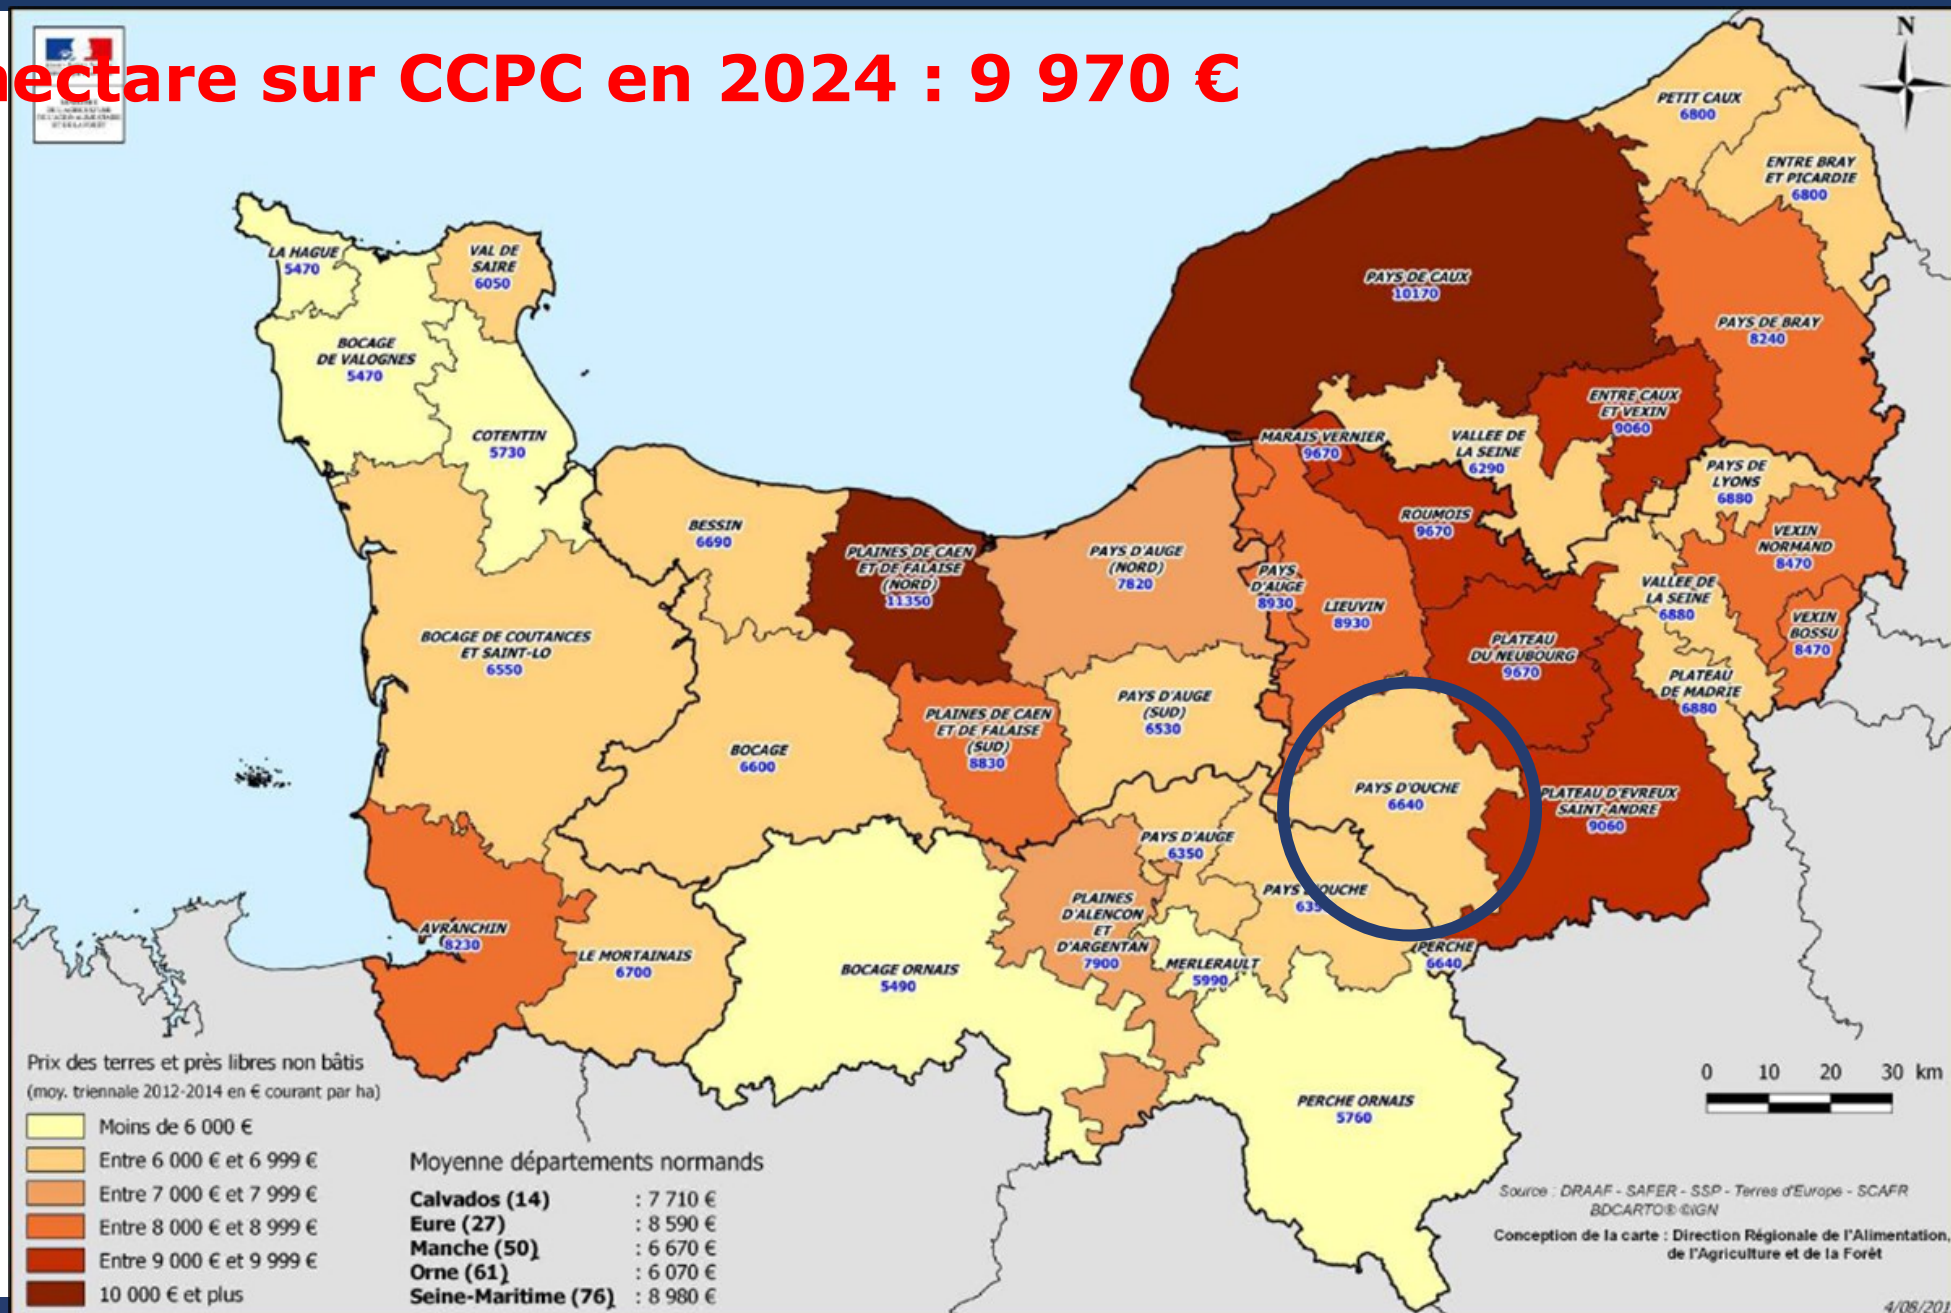 hectare sur CCPC en 2024 : 9 970 €
N
PETIT CAUX
6800
ENTRE BRAY
ET PICARDIE
6800
LA HAGUE
5470
VAL DE
SAIRE
6050
PAYS DE CAUX
10170
PAYS DE BRAY
8240
BOCAGE
DE VALOGNES
5470
ENTRE CAUX
ET VEXIN
9060
COTENTIN
5730
MARAIS VERNIER
9670
VALLEE DE
LA SEINE
6290
PAYS DE
LYONS
6880
BESSIN
6690
ROUMOIS
9670
VEXIN
NORMAND
8470
PLAINES DE CAEN
ET DE FALAISE
(NORD)
11350
PAYS D'AUGE
(NORD)
7820
PAYS
D'AUGE
8930
LIEUVIN
8930
VALLEE DE
LA SEINE
6880
VEXIN
BOSSU
8470
BOCAGE DE COUTANCES
ET SAINT-LO
6550
PLATEAU
DU NEUBOURG
9670
PLATEAU
DE MADRIE
6880
PAYS D'AUGE
(SUD)
6530
PLAINES DE CAEN
ET DE FALAISE
(SUD)
8830
BOCAGE
6600
PAYS D'OUCHE
6640
PLATEAU D'EVREUX
SAINT-ANDRE
9060
PAYS D'AUGE
6350
PAYS D'OUCHE
635
PLAINES
D'ALENCON
ET
D'ARGENTAN
7900
AVRANCHIN
8230
LE MORTAINAIS
6700
BOCAGE ORNAIS
5490
MERLERAULT
5990
PERCHE
6640
PERCHE ORNAIS
5760
Prix des terres et près libres non bâtis
(moy. triennale 2012-2014 en € courant par ha)
Moins de 6 000 €
Entre 6 000 € et 6 999 €
Entre 7 000 € et 7 999 €
Entre 8 000 € et 8 999 €
Entre 9 000 € et 9 999 €
10 000 € et plus
Moyenne départements normands
Calvados (14) : 7 710 €
Eure (27) : 8 590 €
Manche (50) : 6 670 €
Orne (61) : 6 070 €
Seine-Maritime (76) : 8 980 €
0 10 20 30 km
Source : DRAAF - SAFER - SSP - Terres d'Europe - SCAFR
BDCARTO® ©IGN
Conception de la carte : Direction Régionale de l'Alimentation,
de l'Agriculture et de la Forêt
4/08/201